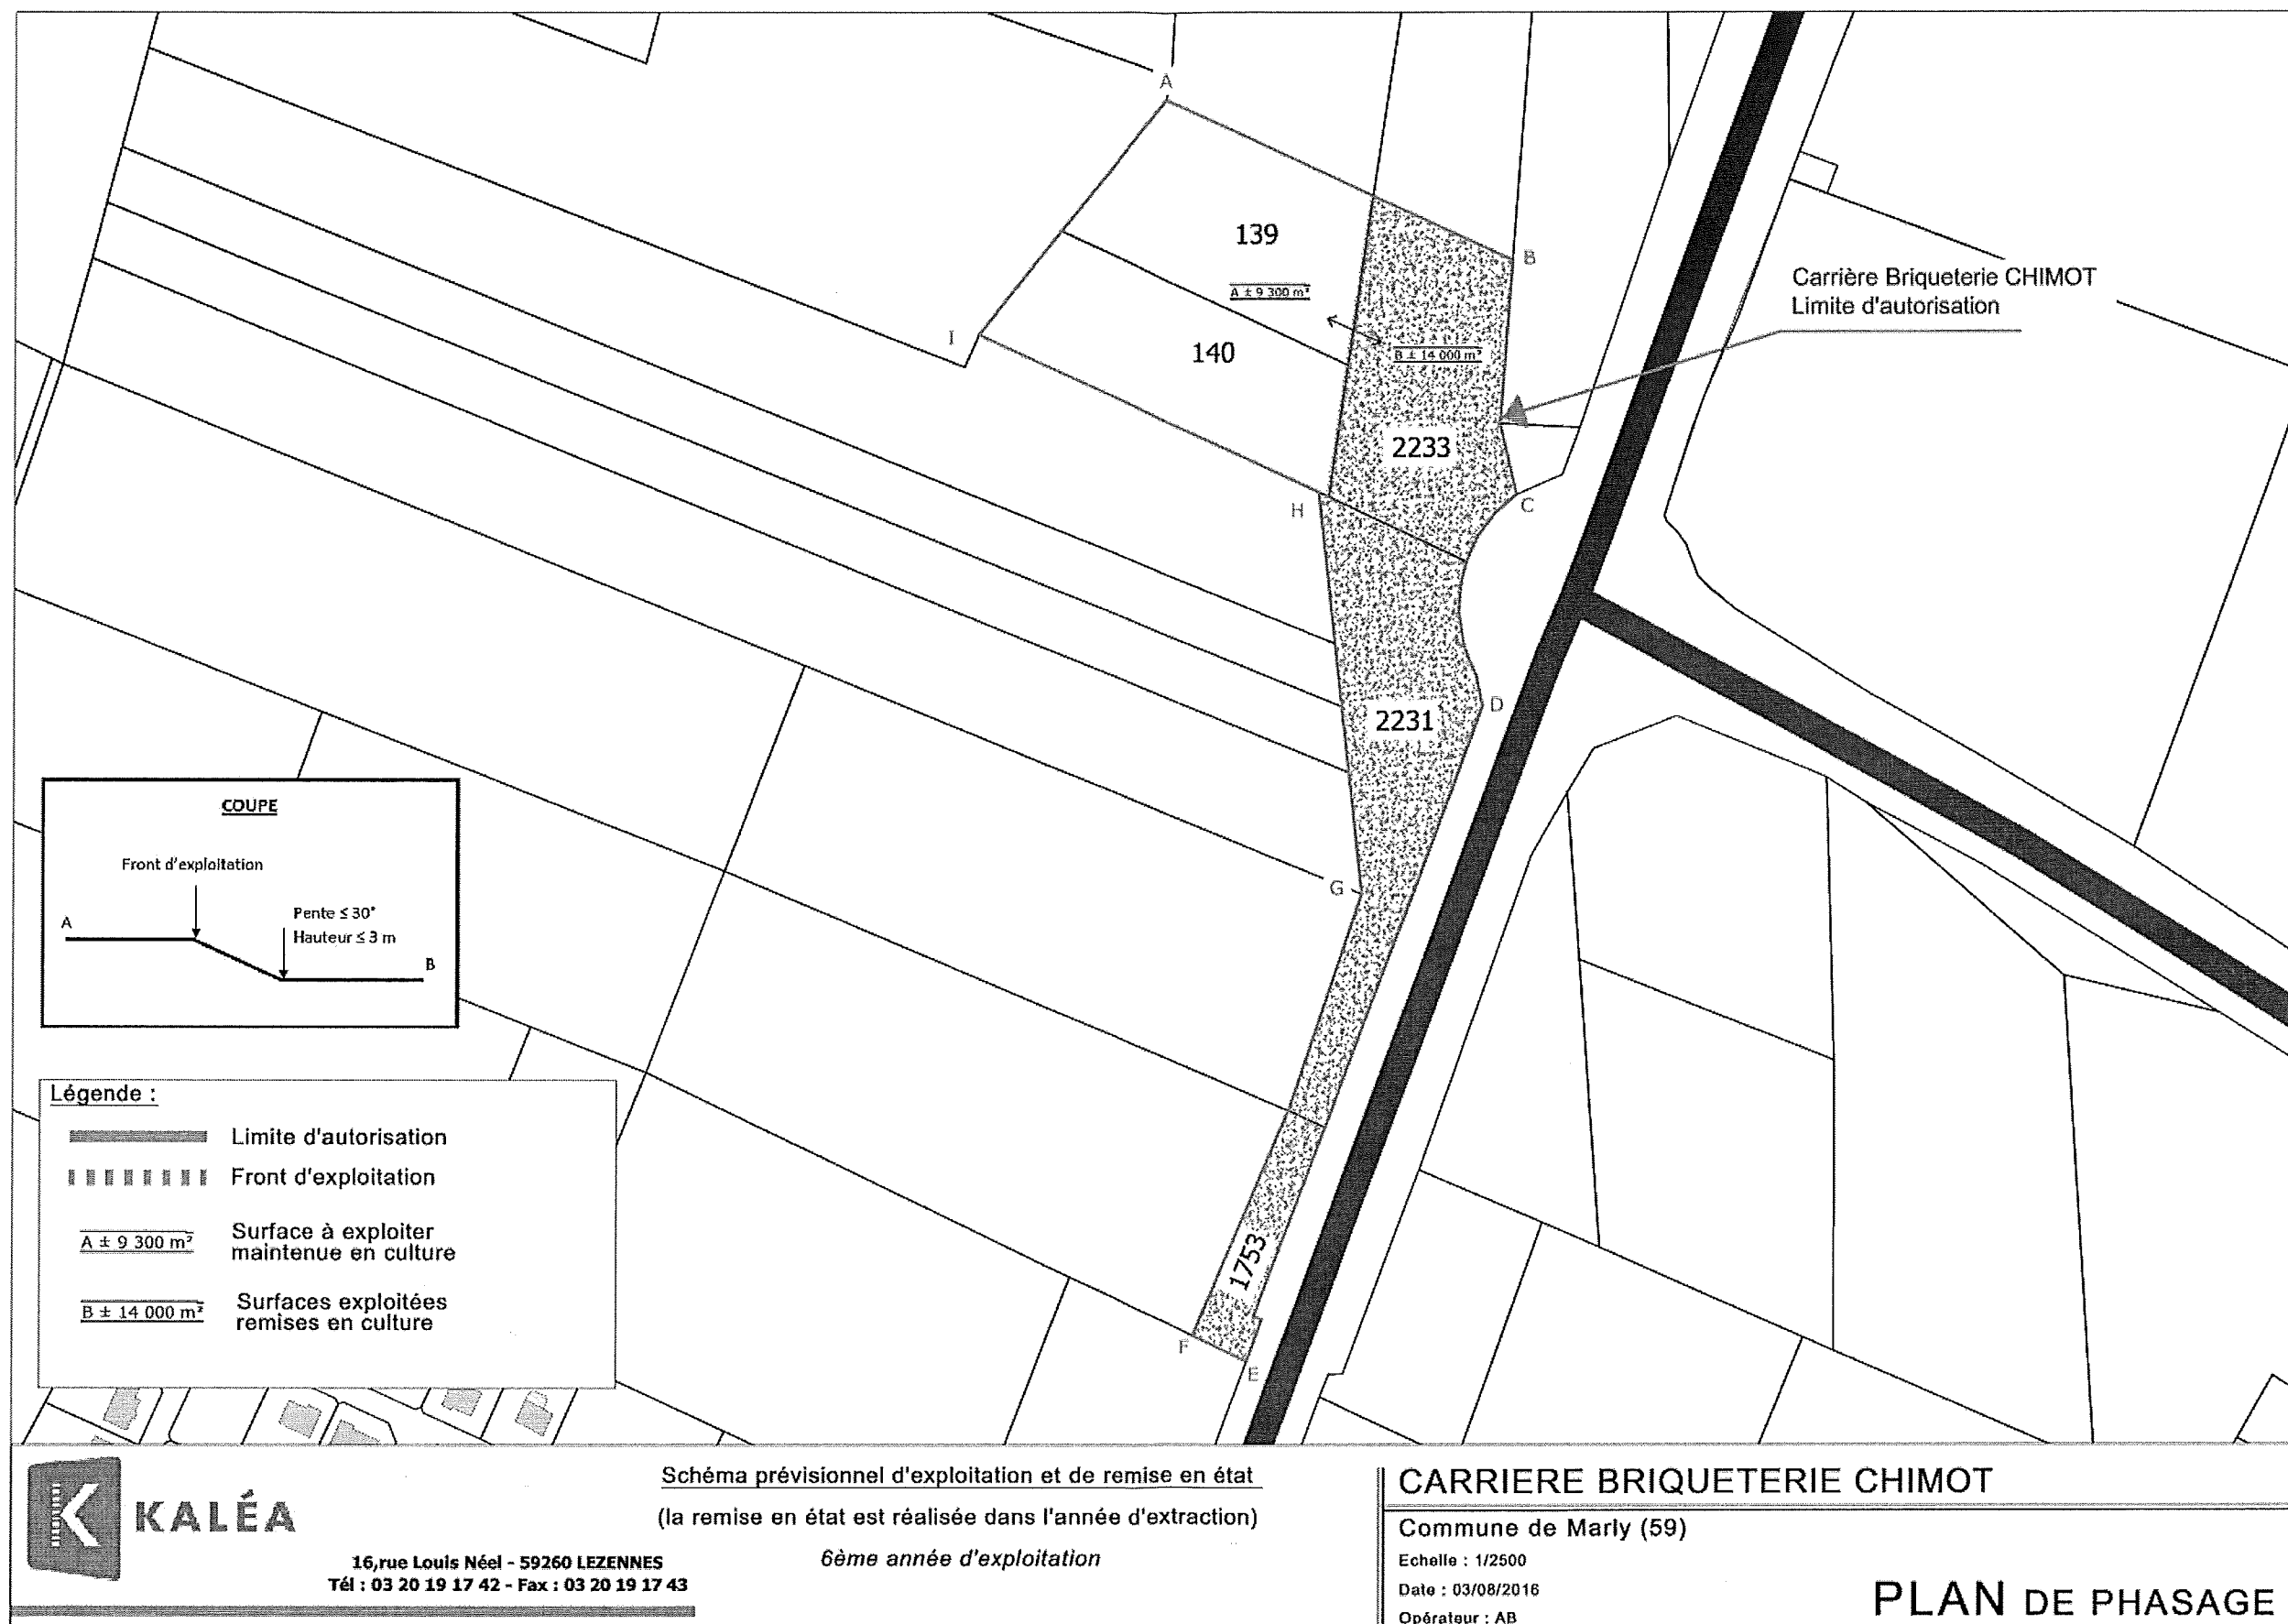 A
139
B
A ± 9 300 m²
Carrière Briqueterie CHIMOT
Limite d'autorisation
I
140
B ± 14 000 m²
2233
H
C
2231
D
COUPE
Front d'exploitation
G
A
Pente ≤ 30°
Hauteur ≤ 3 m
B
Légende :
Limite d'autorisation
Front d'exploitation
A ± 9 300 m²
Surface à exploiter
maintenue en culture
B ± 14 000 m²
Surfaces exploitées
remises en culture
1753
F
E
KALÉA
16,rue Louis Néel - 59260 LEZENNES
Tél : 03 20 19 17 42 - Fax : 03 20 19 17 43
Schéma prévisionnel d'exploitation et de remise en état
(la remise en état est réalisée dans l'année d'extraction)
6ème année d'exploitation
CARRIERE BRIQUETERIE CHIMOT
Commune de Marly (59)
Echelle : 1/2500
Date : 03/08/2016
Opérateur : AB
PLAN DE PHASAGE